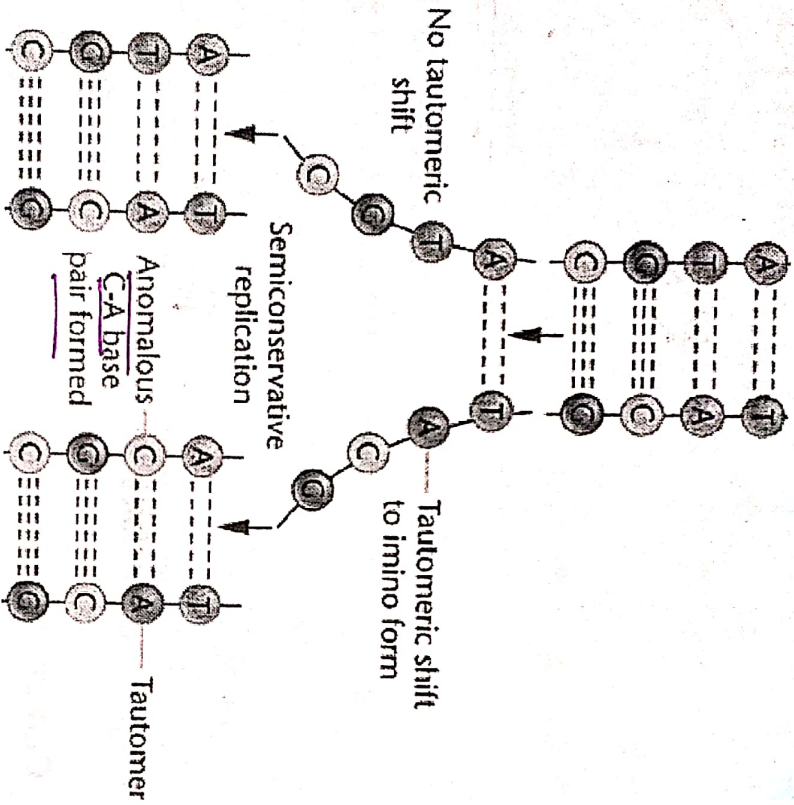 A T
T A
G C
C G
A T
T A
G C
C G
No tautomeric
shift
Tautomeric shift
to imino form
Semiconservative
replication
A T
T A
G C
C G
Anomalous
C-A base
pair formed
A T
C A
G C
C G
Tautomer